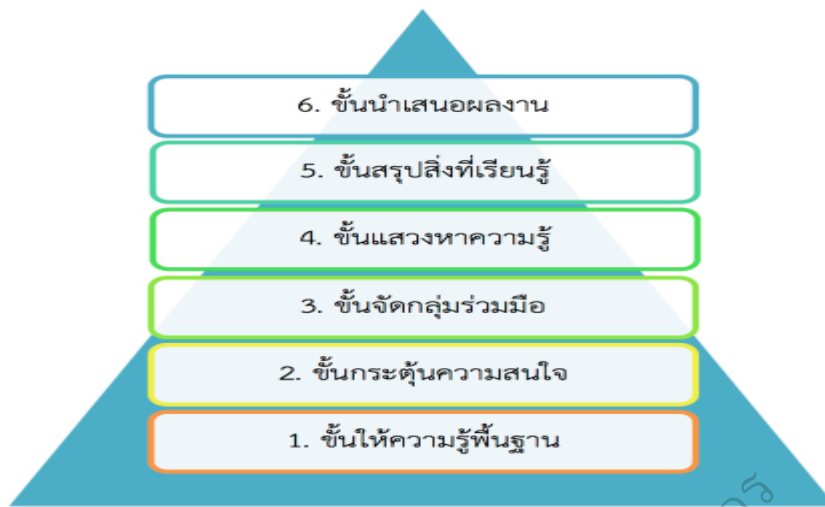 6. ขั้นนำเสนอผลงาน
5. ขั้นสรุปสิ่งที่เรียนรู้
4. ขั้นแสวงหาความรู้
3. ขั้นจัดกลุ่มร่วมมือ
2. ขั้นกระตุ้นความสนใจ
1. ขั้นให้ความรู้พื้นฐาน